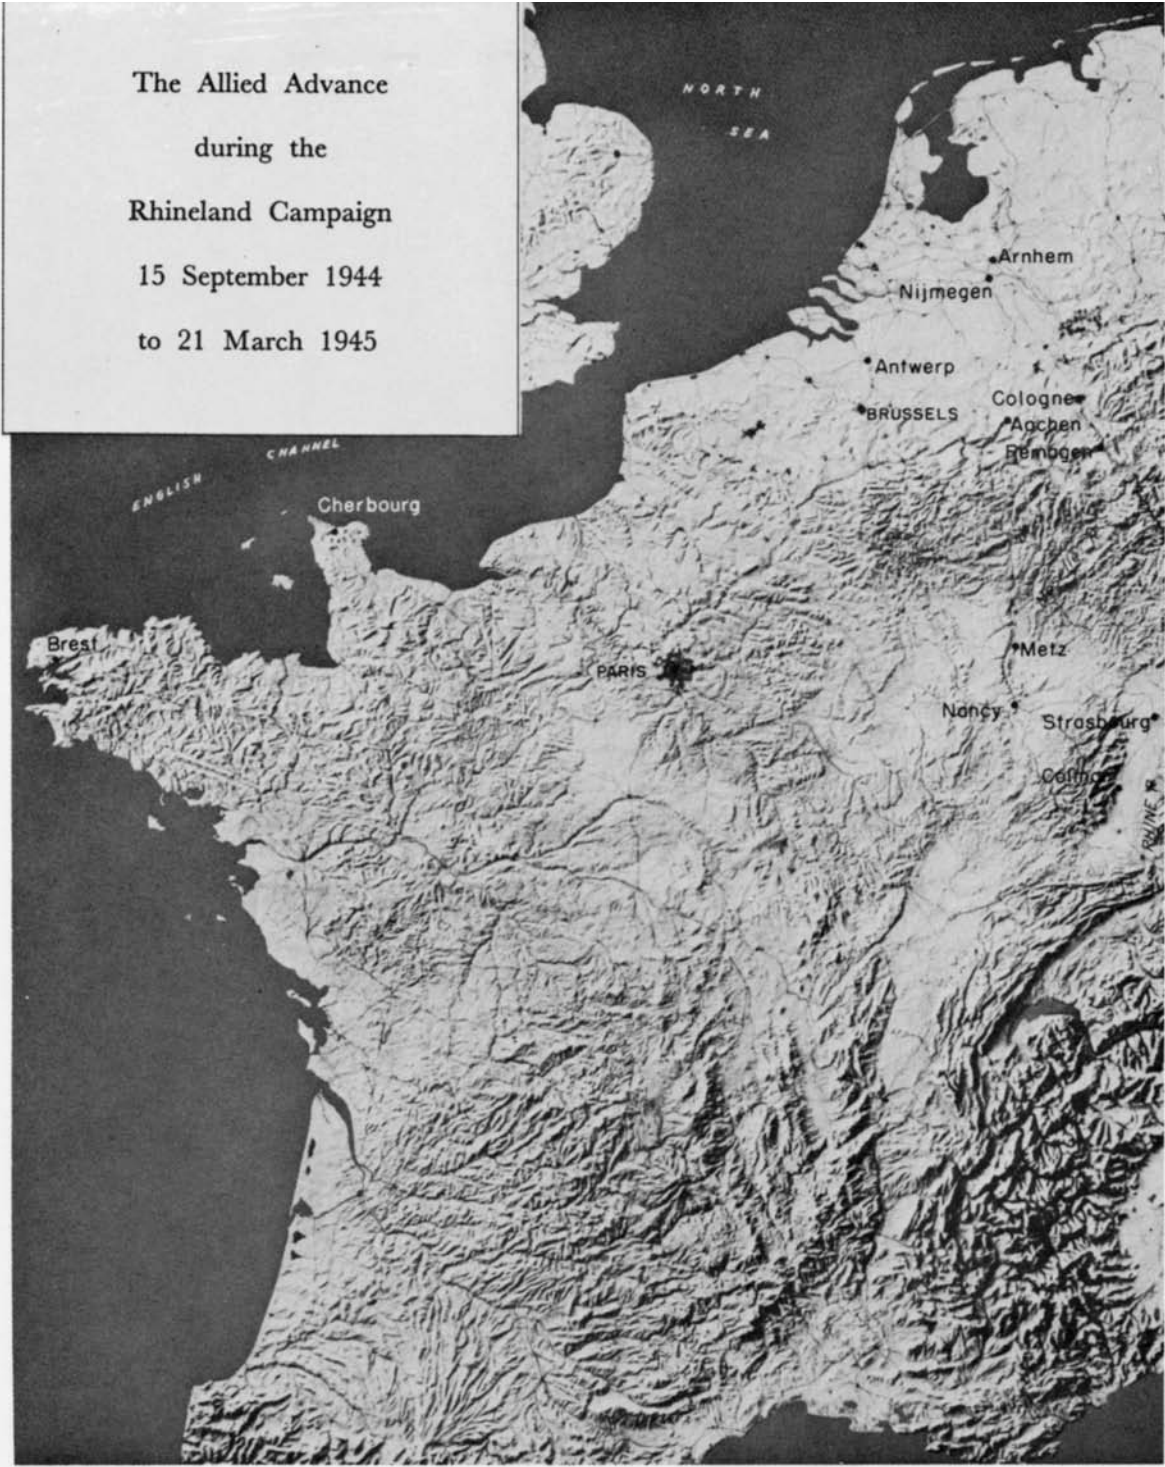 The Allied Advance
during the
Rhineland Campaign
15 September 1944
to 21 March 1945
NORTH
SEA
Arnhem
Nijmegen
Antwerp
Cologne
BRUSSELS
Aachen
Remagen
ENGLISH
CHANNEL
Cherbourg
Brest
PARIS
Metz
Nancy
Strasbourg
Colmar
RHINE R